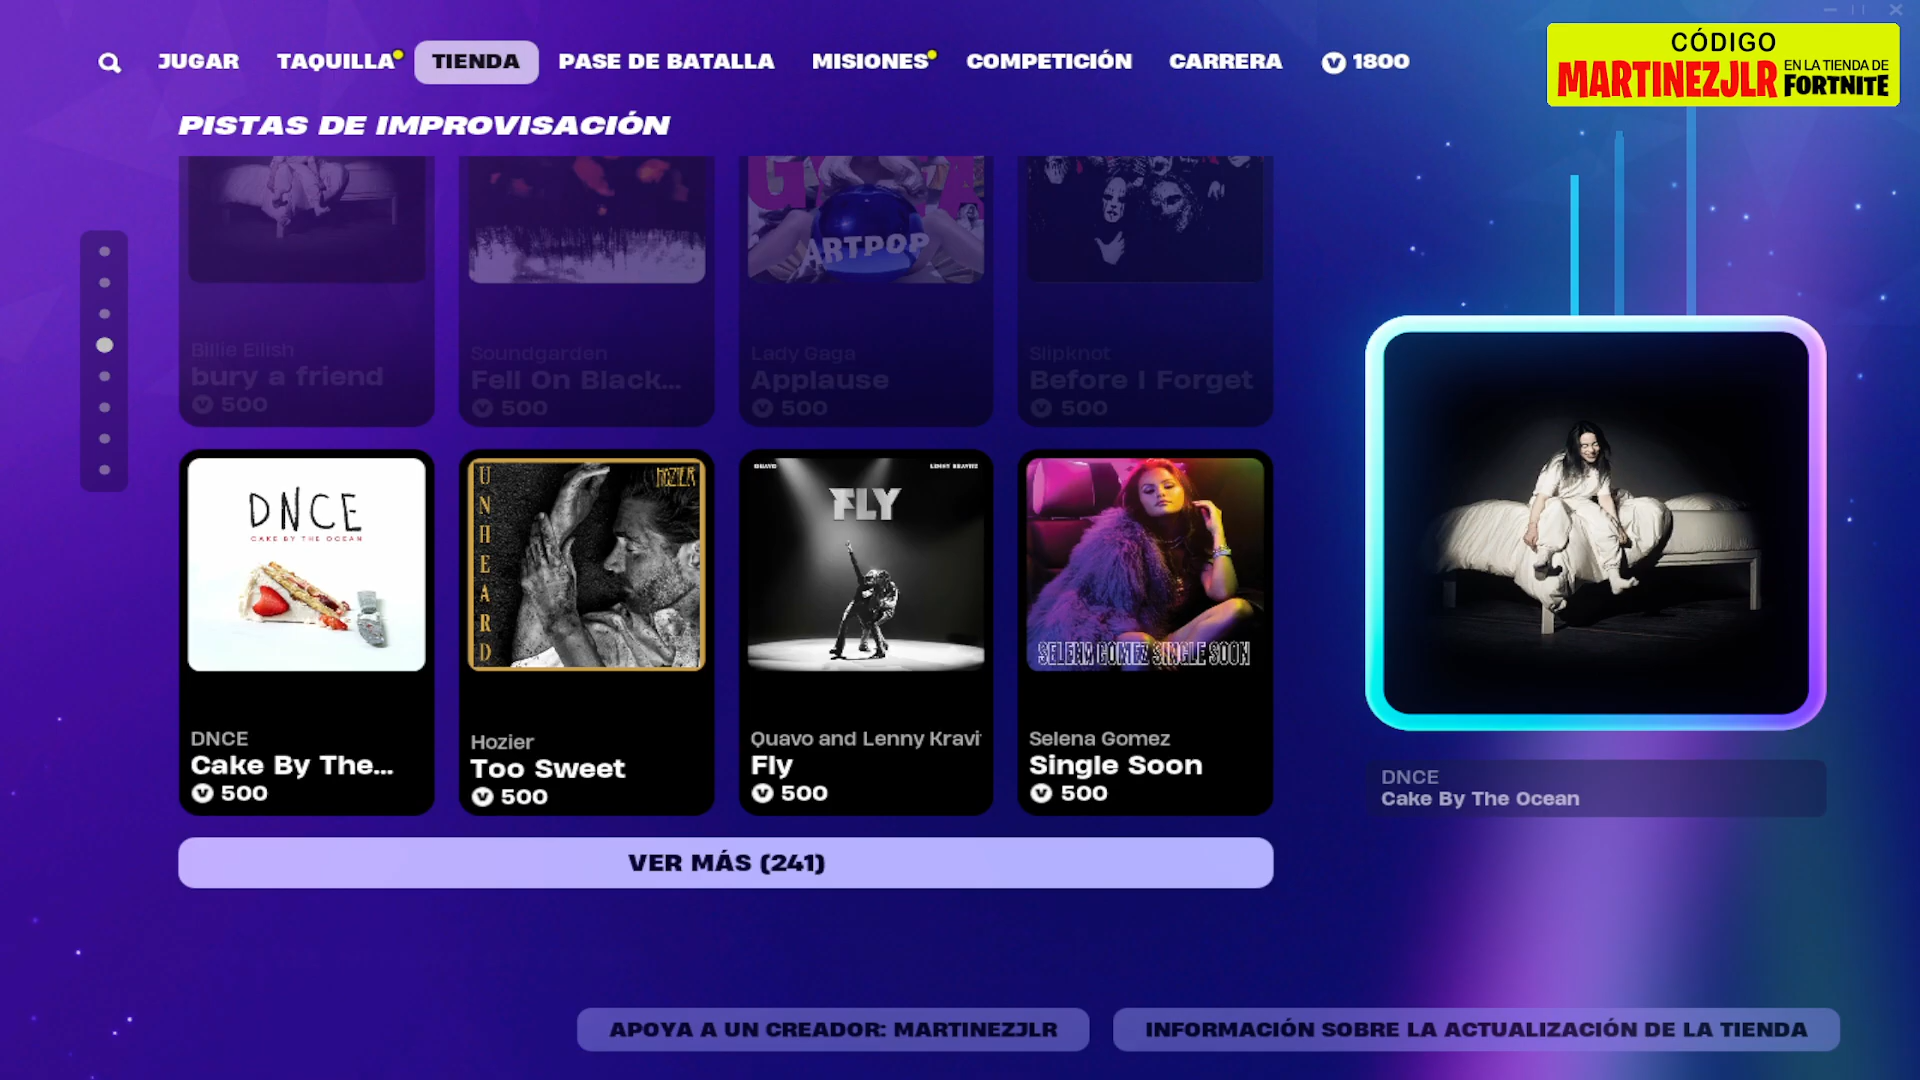 JUGAR
TAQUILLA
TIENDA
PASE DE BATALLA
MISIONES
COMPETICIÓN
CARRERA
1800
CÓDIGO
MARTINEZJLR EN LA TIENDA DE FORTNITE
PISTAS DE IMPROVISACIÓN
ARTPOP
Billie Eilish
bury a friend
500
Soundgarden
Fell On Black...
500
Lady Gaga
Applause
500
Slipknot
Before I Forget
500
DNCE
CAKE BY THE OCEAN
DNCE
Cake By The...
500
HOZIER
UNHEARD
Hozier
Too Sweet
500
QUAVO
LENNY KRAVITZ
FLY
Quavo and Lenny Kravi
Fly
500
SELENA GOMEZ SINGLE SOON
Selena Gomez
Single Soon
500
DNCE
Cake By The Ocean
VER MÁS (241)
APOYA A UN CREADOR: MARTINEZJLR
INFORMACIÓN SOBRE LA ACTUALIZACIÓN DE LA TIENDA